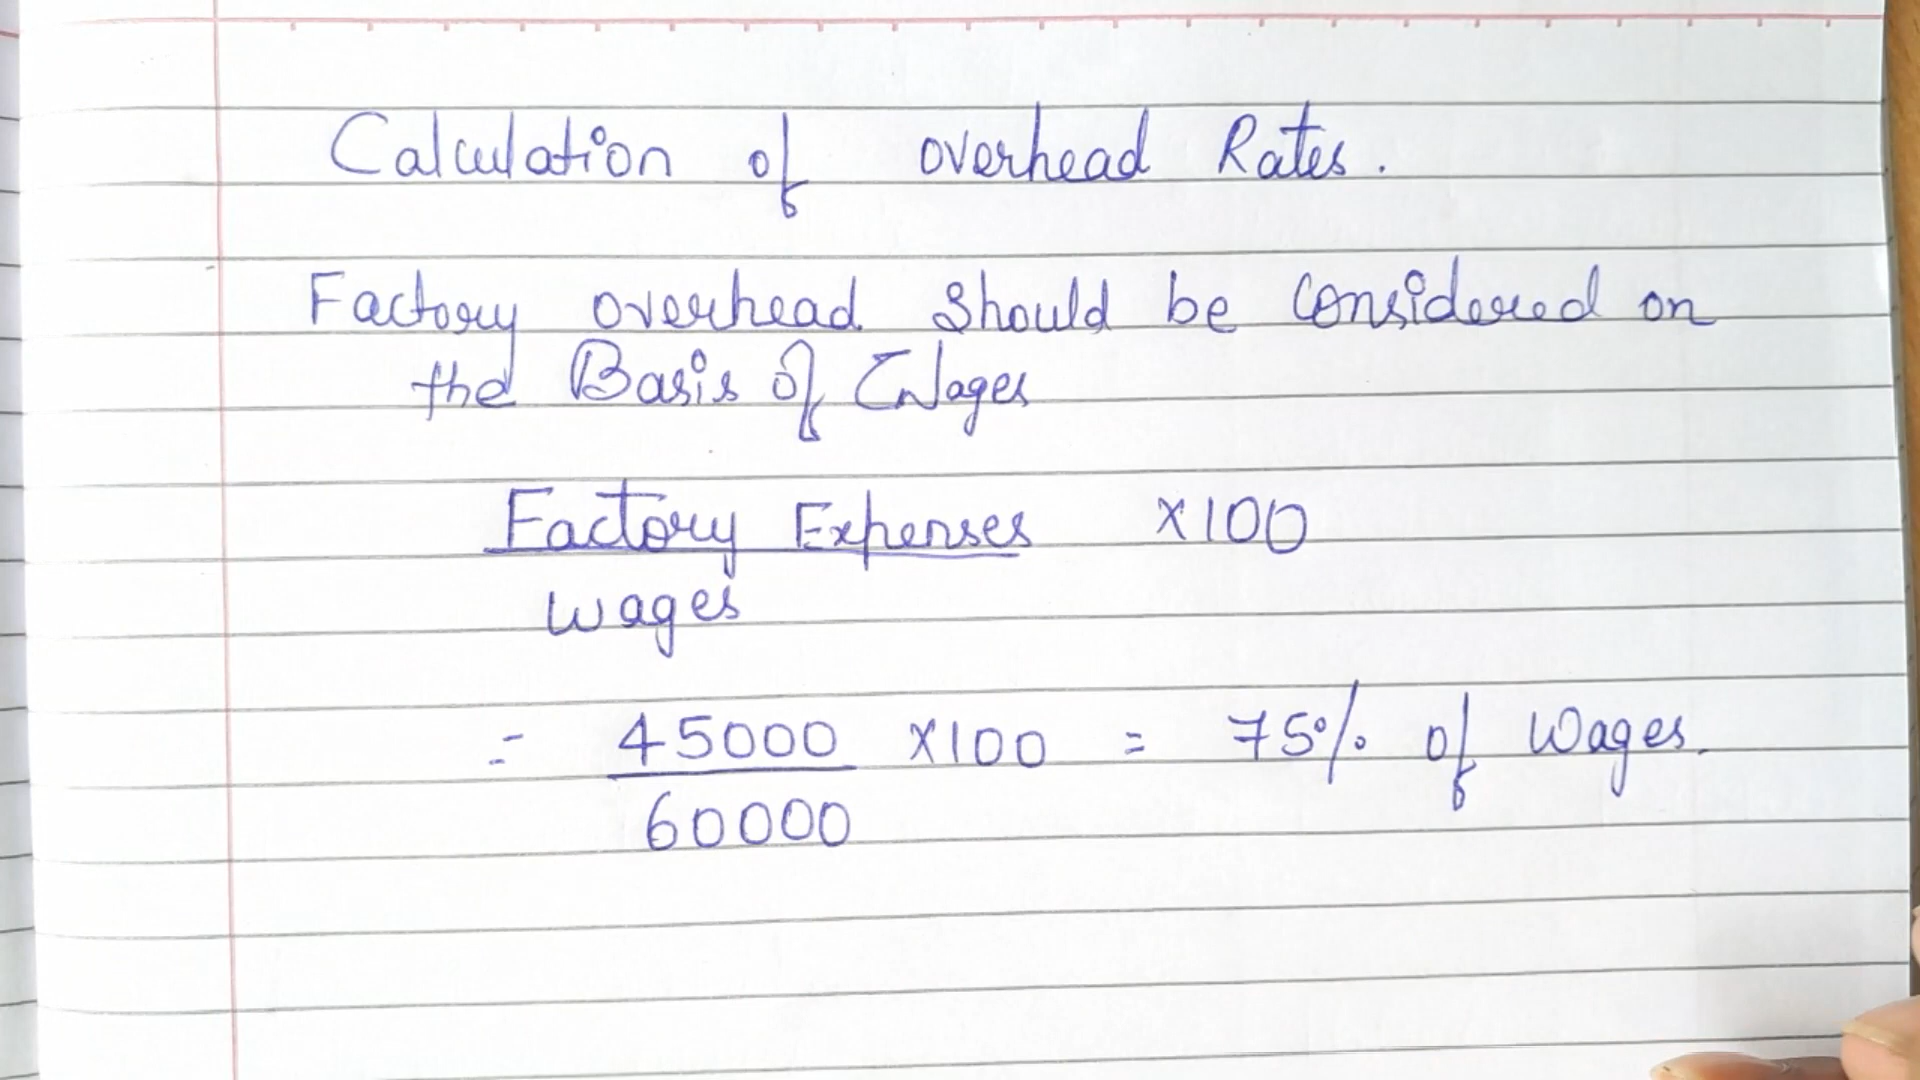 Calculation of overhead Rates.
Factory overhead should be Considered on
the Basis of Wages
Factory Expenses ×100
wages
= 45000 ×100 = 75% of Wages.
60000